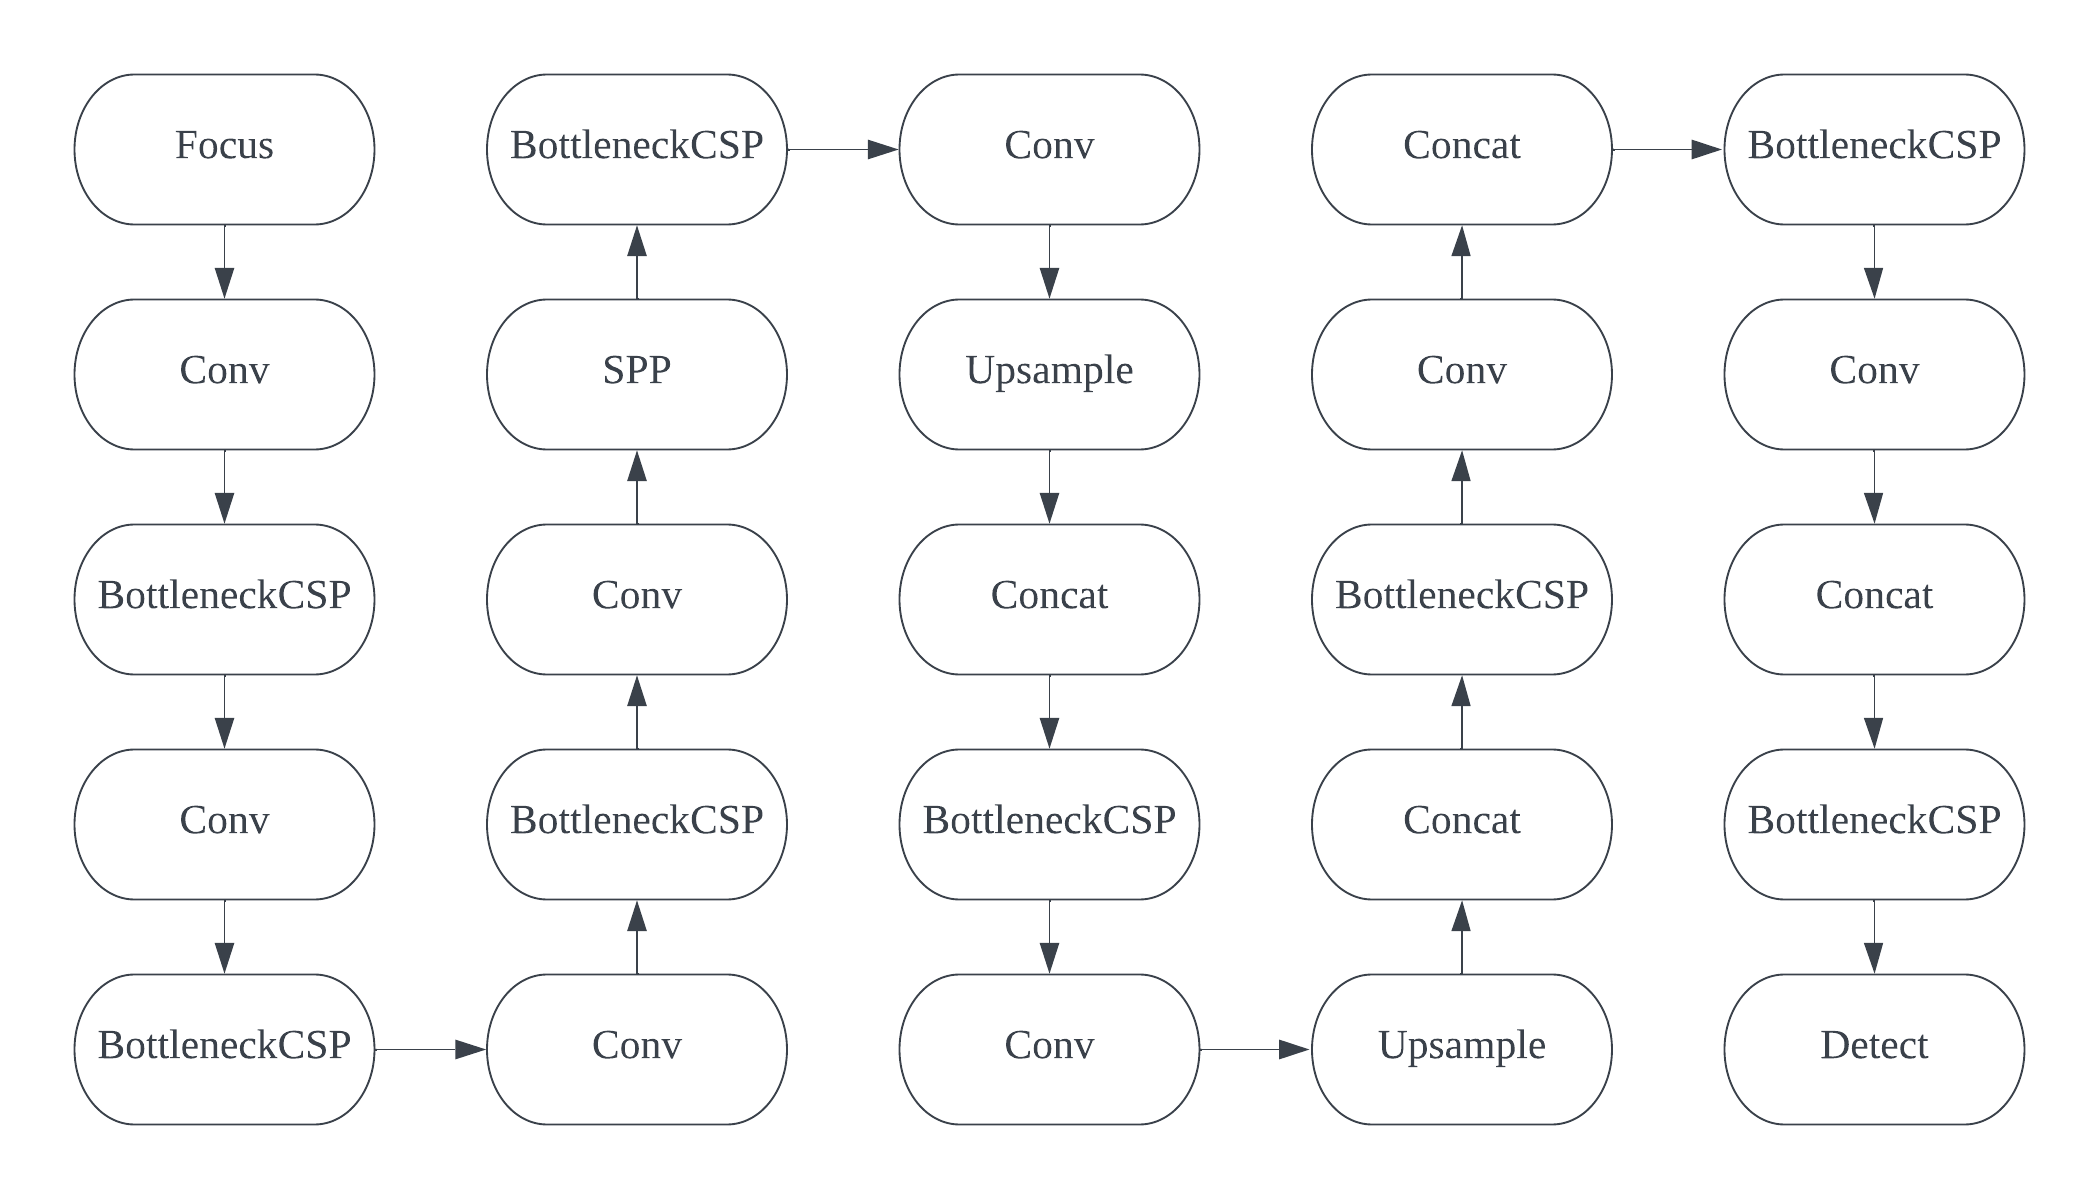 Focus
Conv
BottleneckCSP
Conv
BottleneckCSP
Conv
BottleneckCSP
Conv
SPP
BottleneckCSP
Conv
Upsample
Concat
BottleneckCSP
Conv
Upsample
Concat
BottleneckCSP
Conv
Concat
BottleneckCSP
Conv
Concat
BottleneckCSP
Detect